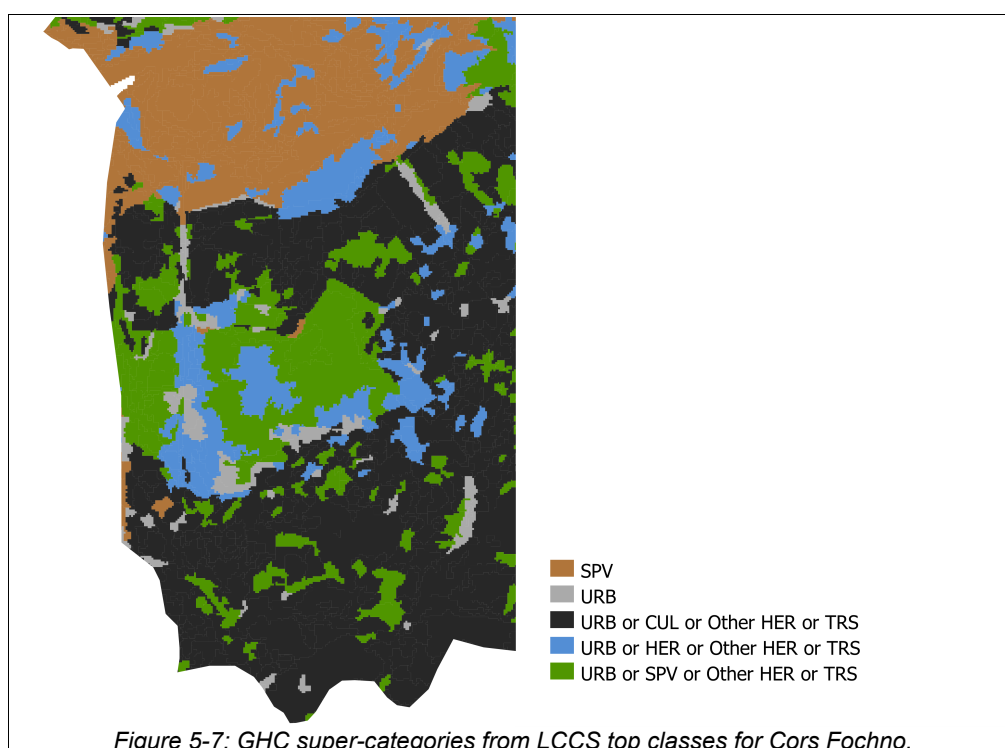 SPV
URB
URB or CUL or Other HER or TRS
URB or HER or Other HER or TRS
URB or SPV or Other HER or TRS
Figure 5-7: GHC super-categories from LCCS top classes for Cors Fochno.